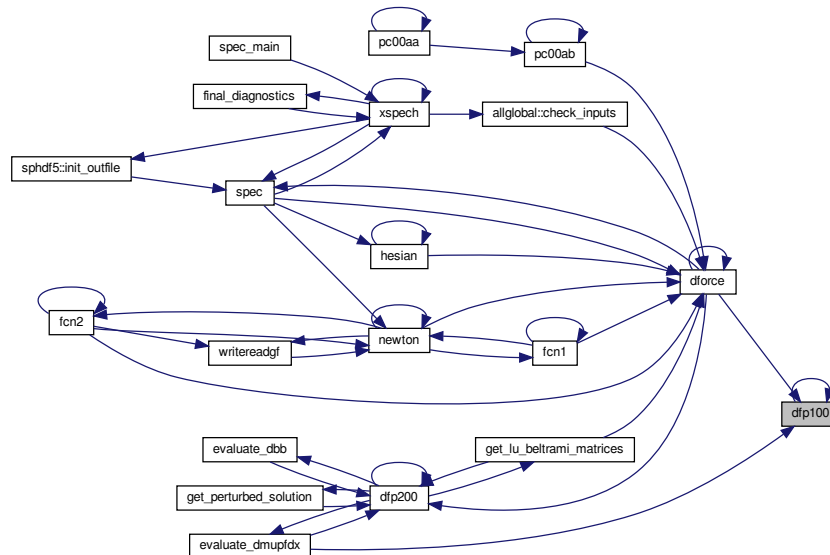 pc00aa
spec_main
pc00ab
final_diagnostics
xspech
allglobal::check_inputs
sphdf5::init_outfile
spec
hesian
dforce
fcn2
newton
writereadgf
fcn1
dfp100
evaluate_dbb
get_lu_beltrami_matrices
get_perturbed_solution
dfp200
evaluate_dmupfdx